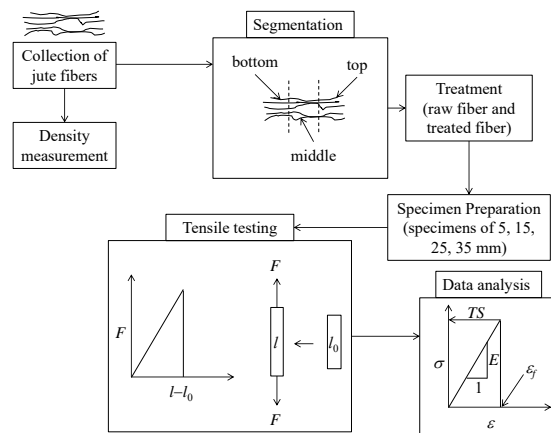 Segmentation
Collection of
jute fibers
bottom
top
middle
Treatment
(raw fiber and
treated fiber)
Density
measurement
Specimen Preparation
(specimens of 5, 15,
25, 35 mm)
Tensile testing
F
l–l0
F
l
l0
F
Data analysis
TS
σ
E
1
εf
ε